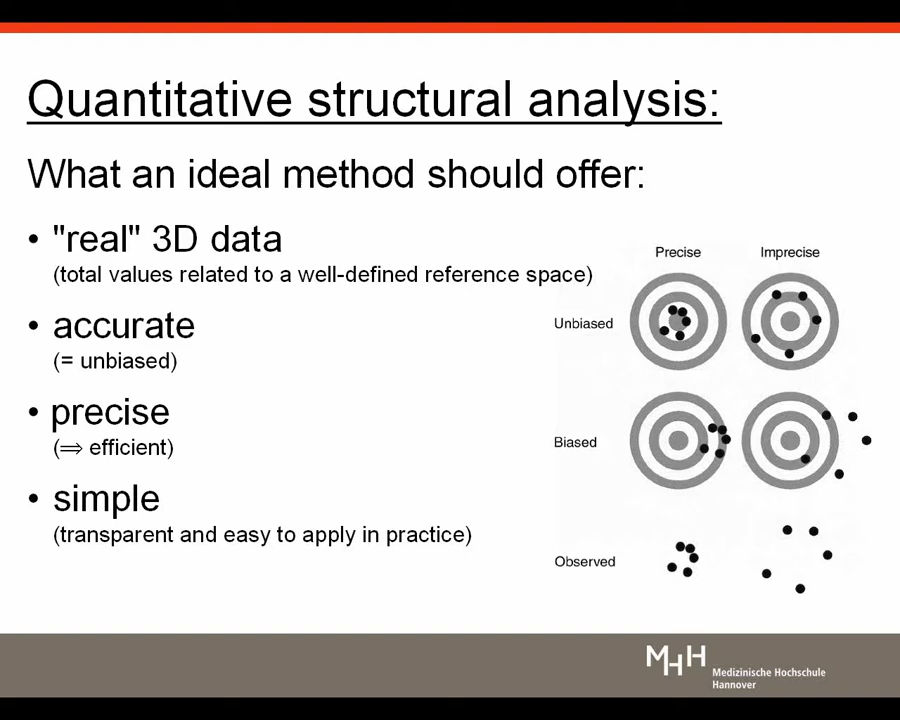 Quantitative structural analysis:
What an ideal method should offer:
• "real" 3D data
(total values related to a well-defined reference space)
• accurate
(= unbiased)
• precise
(⇒ efficient)
• simple
(transparent and easy to apply in practice)
Precise Imprecise
Unbiased
Biased
Observed
MHH
Medizinische Hochschule
Hannover